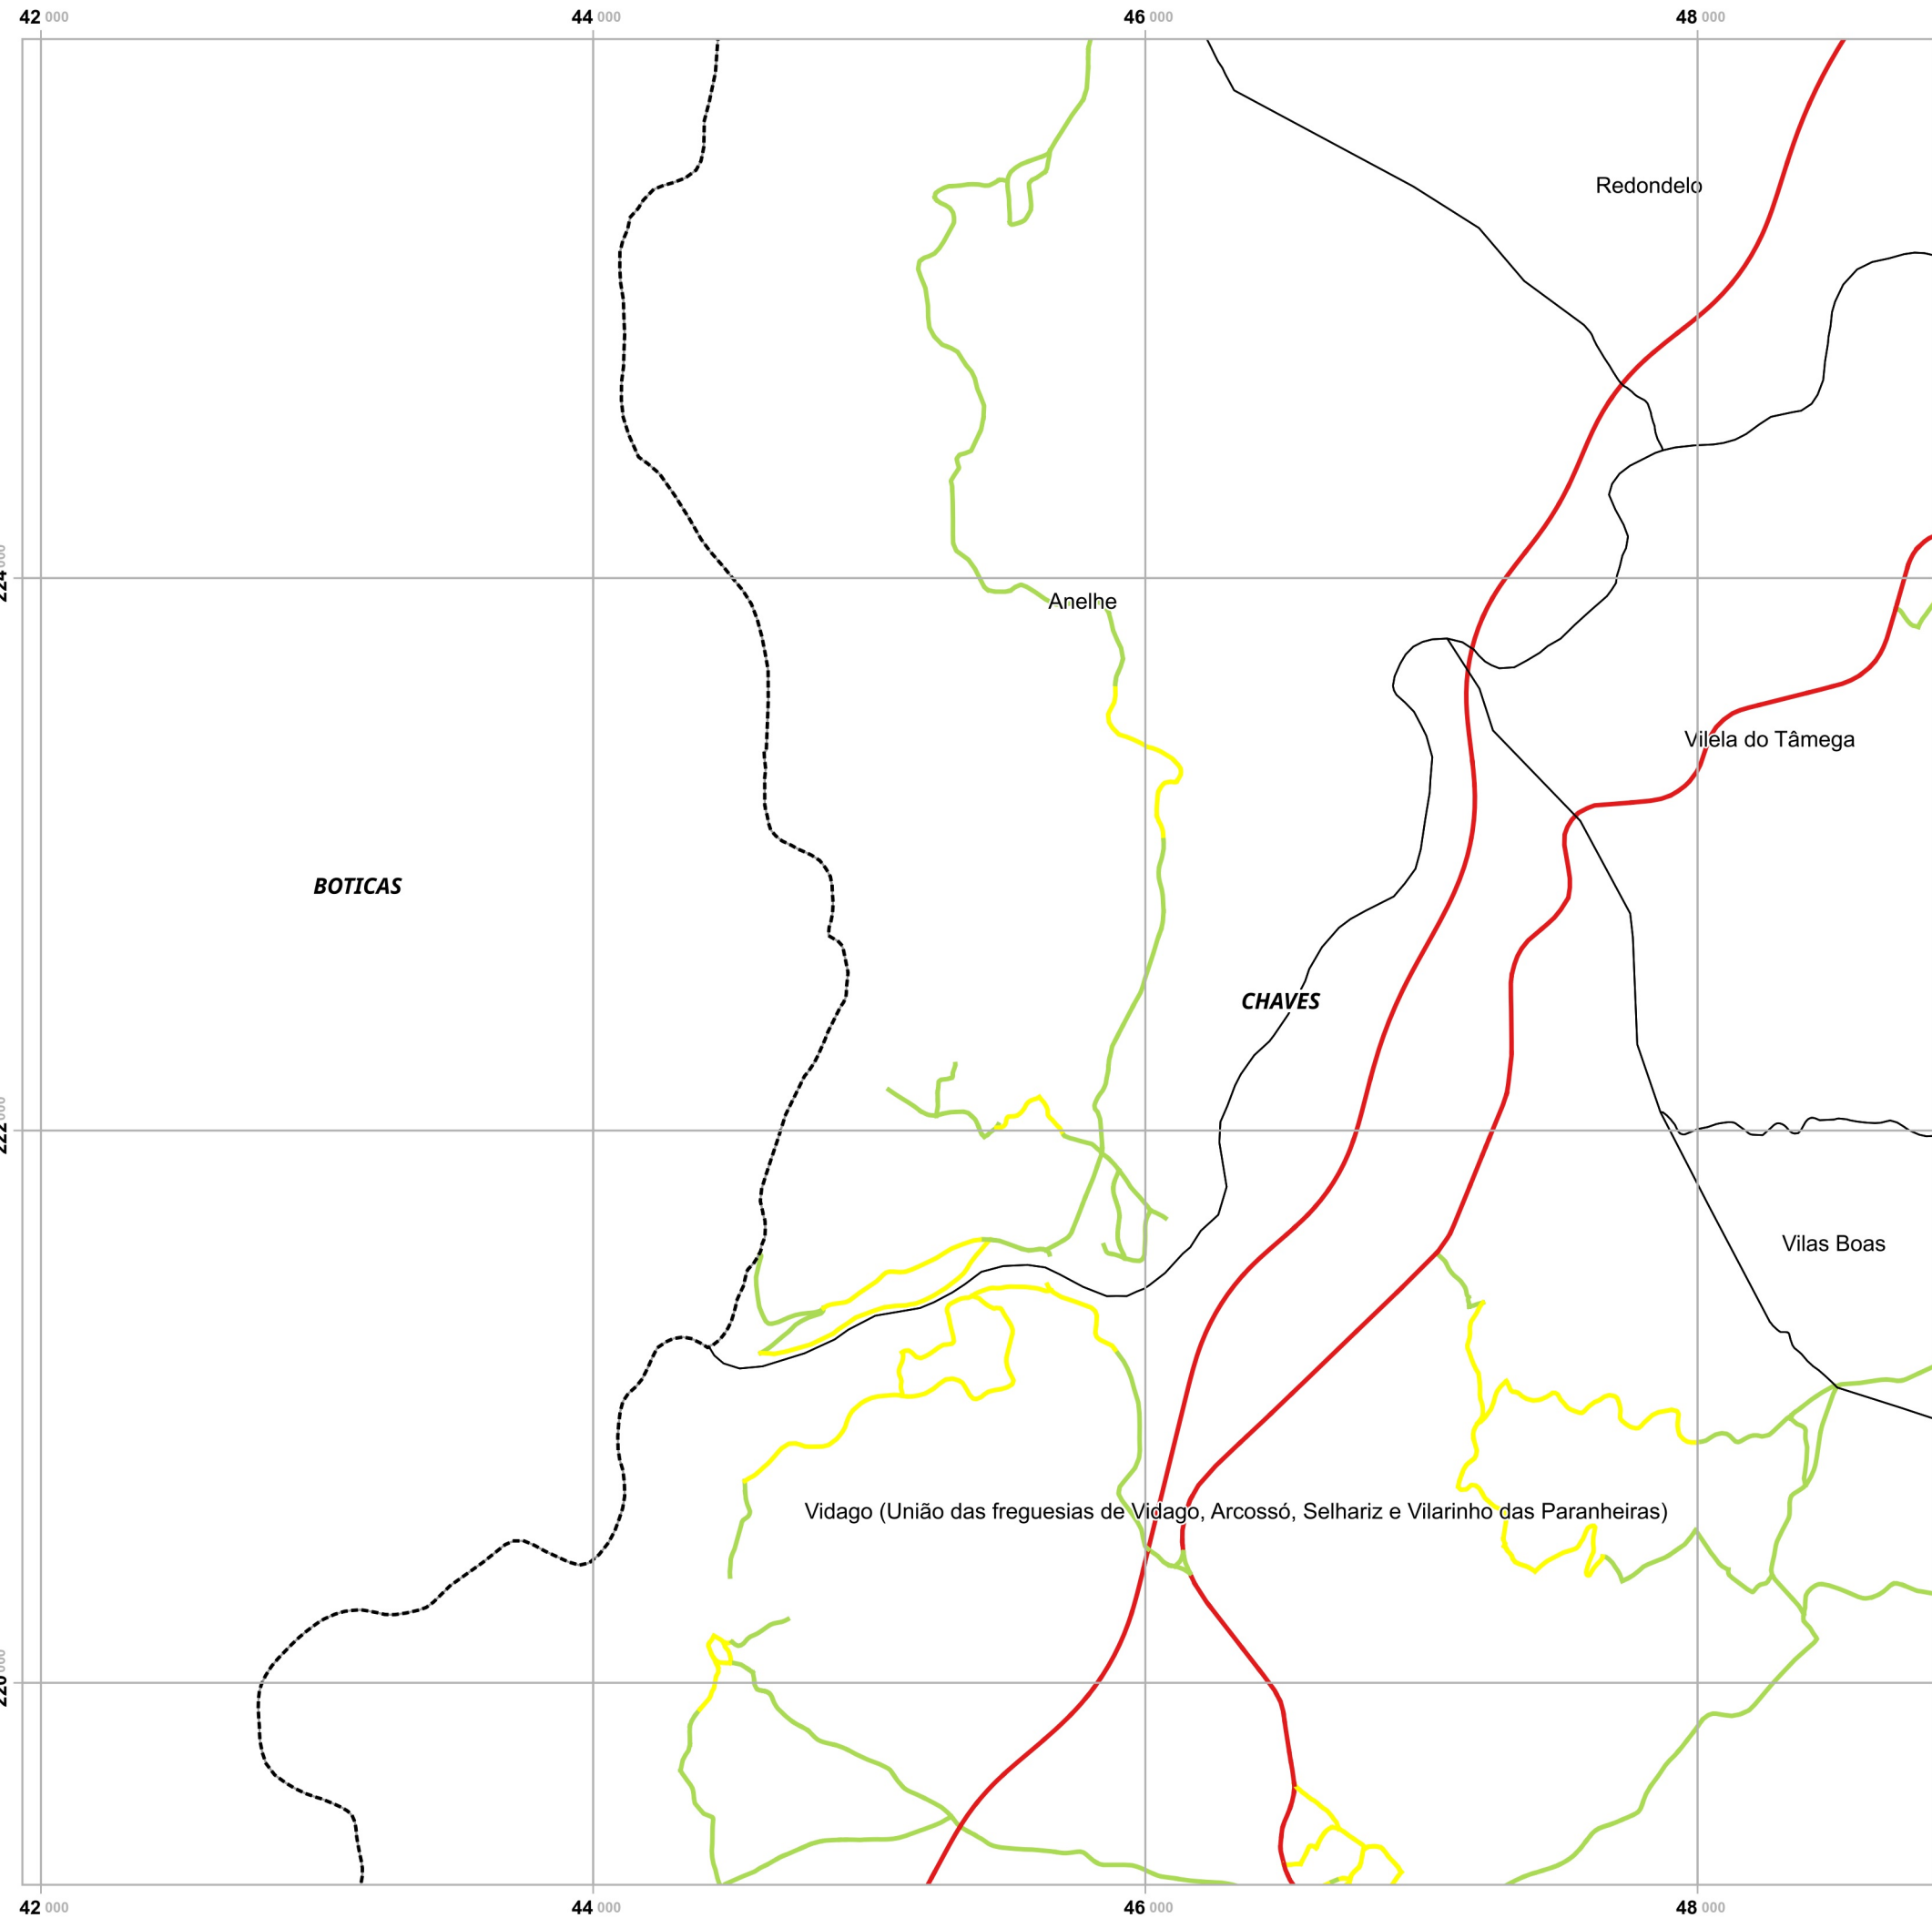 42 000 44 000 46 000 48 000
Redondelo
224 000
Anelhe
Vilela do Tâmega
BOTICAS
CHAVES
222 000
Vilas Boas
Vidago (União das freguesias de Vidago, Arcossó, Selhariz e Vilarinho das Paranheiras)
220 000
42 000 44 000 46 000 48 000